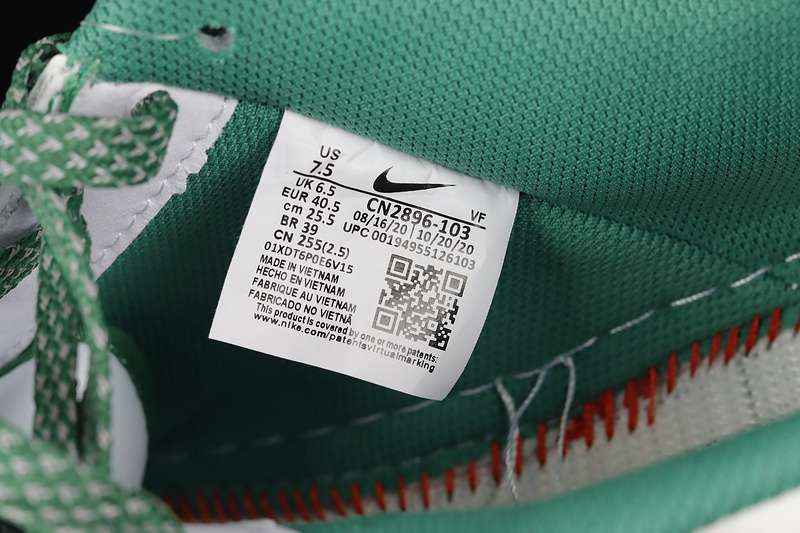 US
7.5
UK 6.5
EUR 40.5
cm 25.5
BR 39
CN 255(2.5)
CN2896-103 VF
08/16/20 | 10/20/20
UPC 00194955126103
01XDT6P0E6V15
MADE IN VIETNAM
HECHO EN VIETNAM
FABRIQUE AU VIETNAM
FABRICADO NO VIETNÃ
This product is covered by one or more patents:
www.nike.com/patentsvirtualmarking